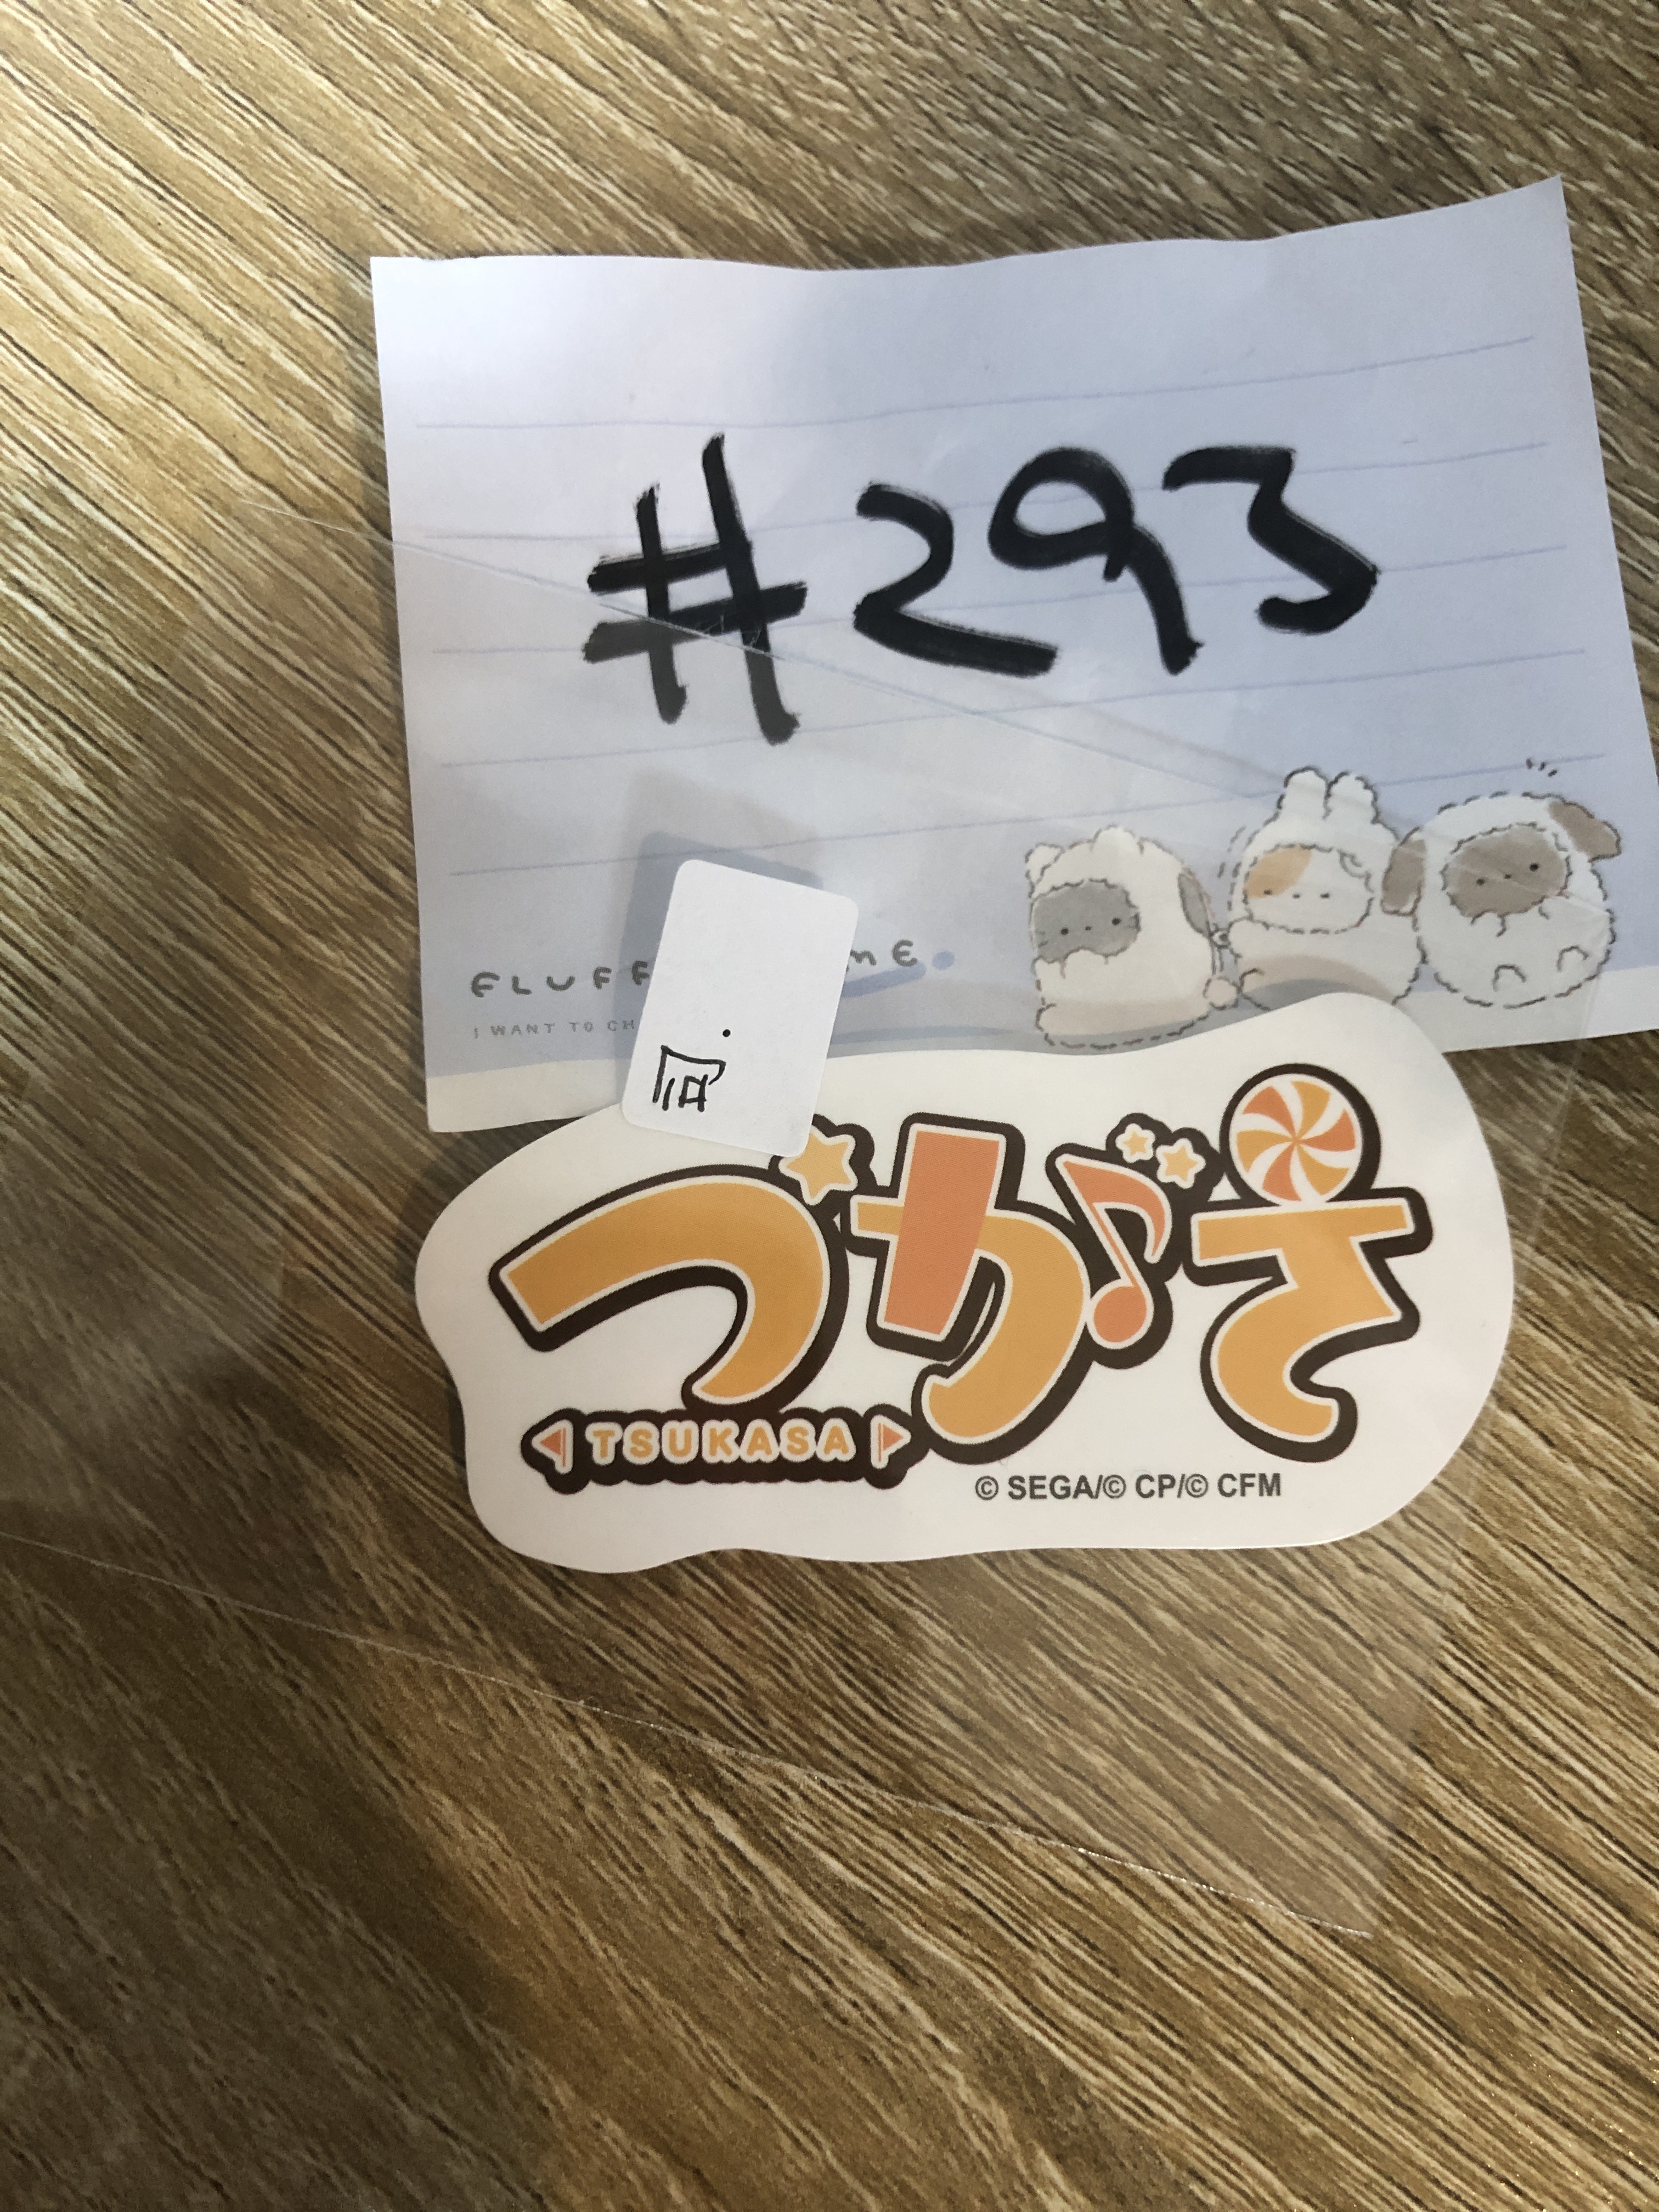 #293
FLUFF
ME.
I WANT TO CH
つかさ
TSUKASA
© SEGA/© CP/© CFM